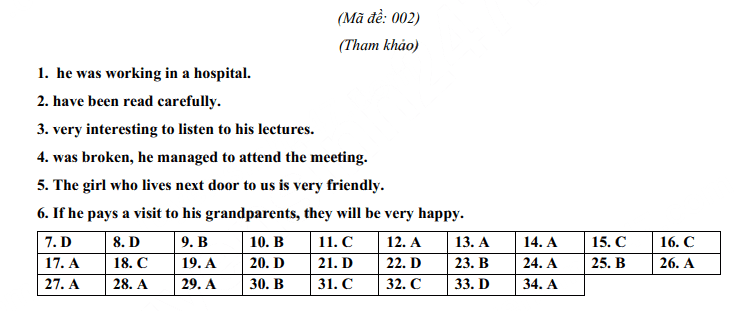 (Mã đề: 002)
(Tham khảo)
1. he was working in a hospital.
2. have been read carefully.
3. very interesting to listen to his lectures.
4. was broken, he managed to attend the meeting.
5. The girl who lives next door to us is very friendly.
6. If he pays a visit to his grandparents, they will be very happy.
7. D 8. D 9. B 10. B 11. C 12. A 13. A 14. A 15. C 16. C
17. A 18. C 19. A 20. D 21. D 22. D 23. B 24. A 25. B 26. A
27. A 28. A 29. A 30. B 31. C 32. C 33. D 34. A